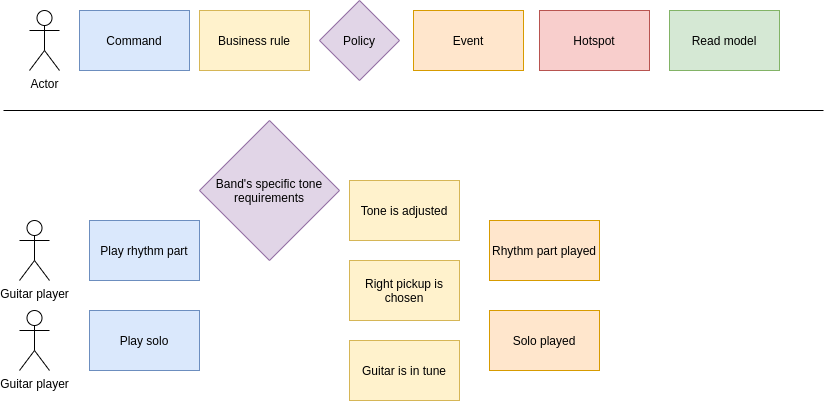 Actor
Command
Business rule
Policy
Event
Hotspot
Read model
Band's specific tone
requirements
Tone is adjusted
Guitar player
Play rhythm part
Right pickup is
chosen
Rhythm part played
Guitar player
Play solo
Guitar is in tune
Solo played